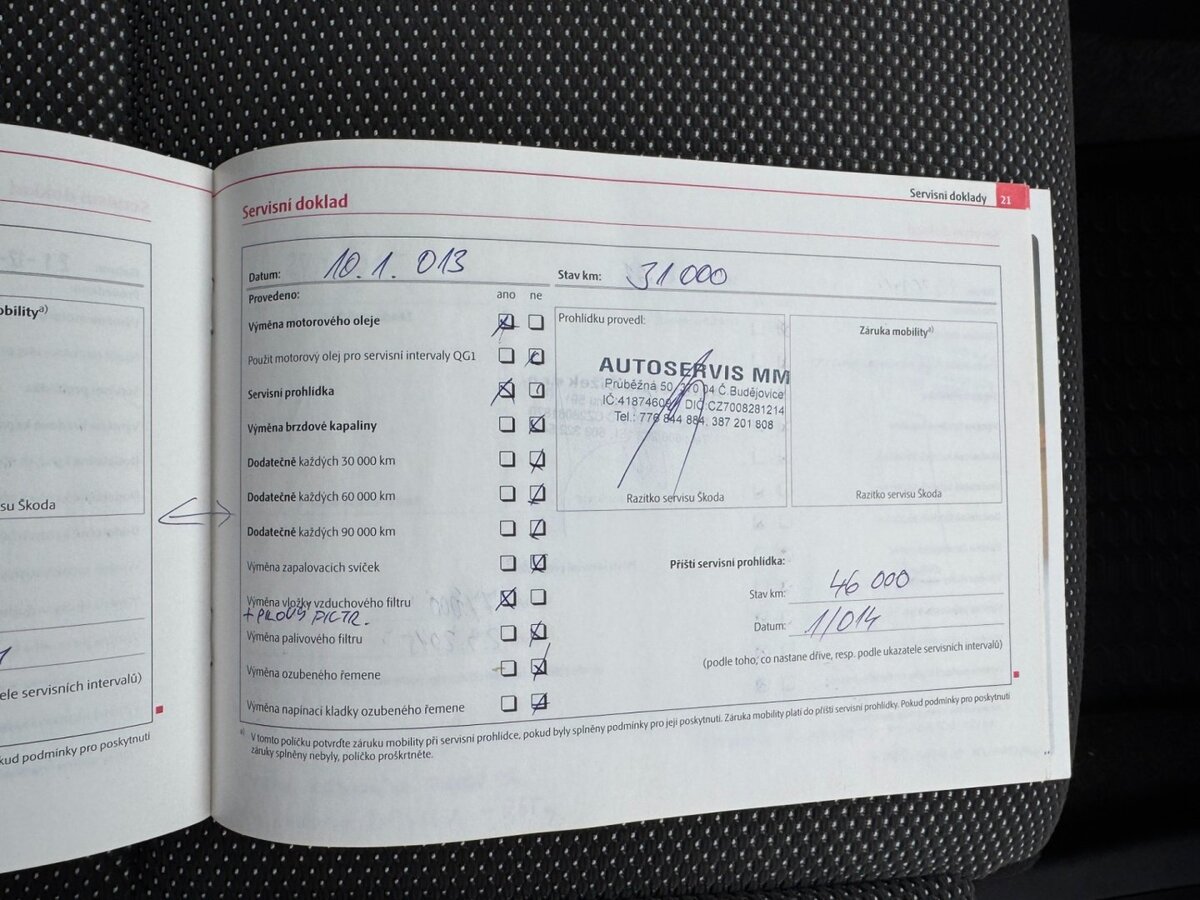 Servisní doklady 21
Servisní doklad
Datum: 10.1. 013
Stav km: 31 000
Provedeno: ano ne
Výměna motorového oleje
Použit motorový olej pro servisní intervaly QG1
Servisní prohlídka
Výměna brzdové kapaliny
Dodatečně každých 30 000 km
Dodatečně každých 60 000 km
Dodatečně každých 90 000 km
Výměna zapalovacích svíček
Výměna vložky vzduchového filtru
Výměna palivového filtru
Výměna ozubeného řemene
Výměna napínací kladky ozubeného řemene
Prohlídku provedl:
AUTOSERVIS MM
Průběžná 50, 370 04 Č.Budějovice
DIČ CZ7008281214
Tel.: 776 844 884, 387 201 808
Razítko servisu Škoda
Záruka mobility a)
Razítko servisu Škoda
Příští servisní prohlídka:
Stav km: 46 000
Datum: 1/014
(podle toho, co nastane dříve, resp. podle ukazatele servisních intervalů)
a) V tomto políčku potvrďte záruku mobility při servisní prohlídce, pokud byly splněny podmínky pro její poskytnutí. Záruka mobility platí do příští servisní prohlídky. Pokud podmínky pro poskytnutí
záruky splněny nebyly, políčko proškrtněte.
obility a)
su Škoda
ele servisních intervalů)
kud podmínky pro poskytnutí